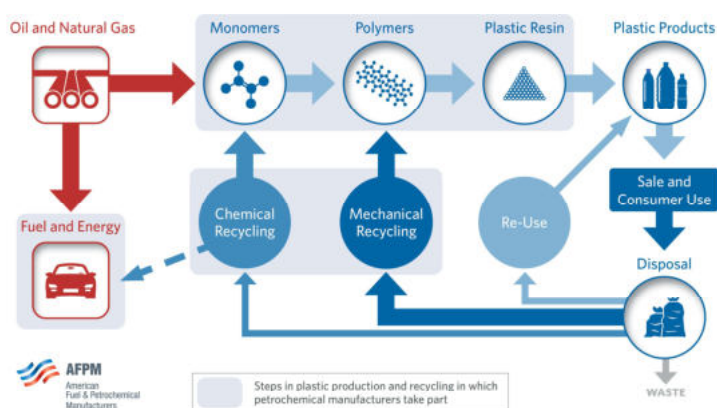 Oil and Natural Gas
Monomers
Polymers
Plastic Resin
Plastic Products
Fuel and Energy
Chemical
Recycling
Mechanical
Recycling
Re-Use
Sale and
Consumer Use
Disposal
AFPM
American
Fuel & Petrochemical
Manufacturers
Steps in plastic production and recycling in which
petrochemical manufacturers take part
WASTE